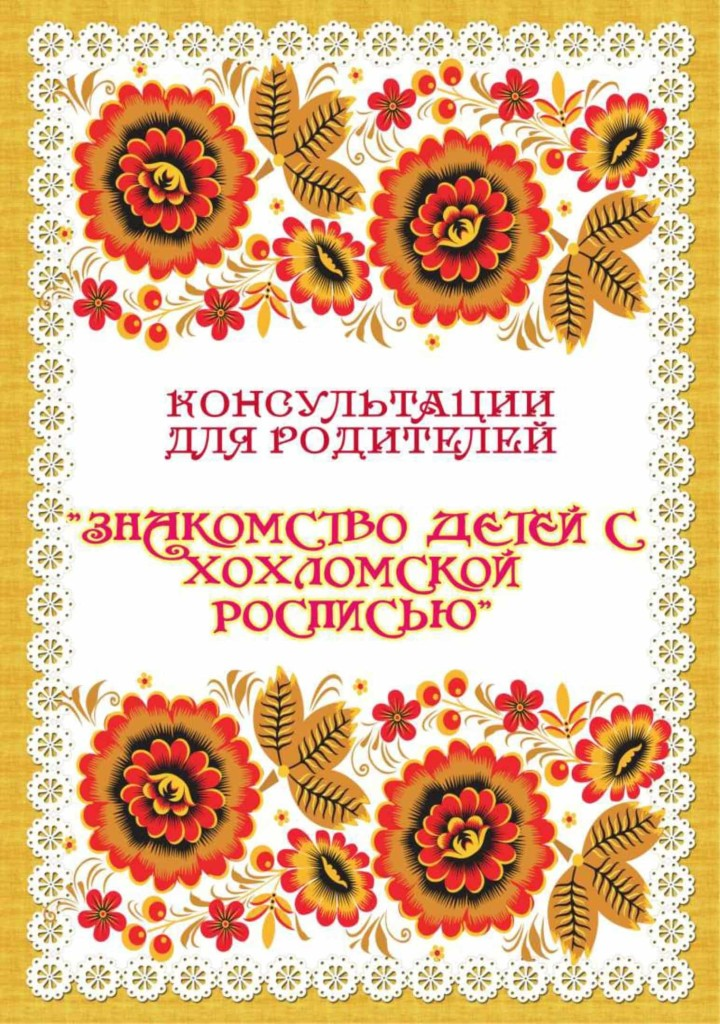 КОНСУЛЬТАЦИИ
ДЛЯ РОДИТЕЛЕЙ
"ЗНАКОМСТВО ДЕТЕЙ С
ХОХЛОМСКОЙ
РОСПИСЬЮ"